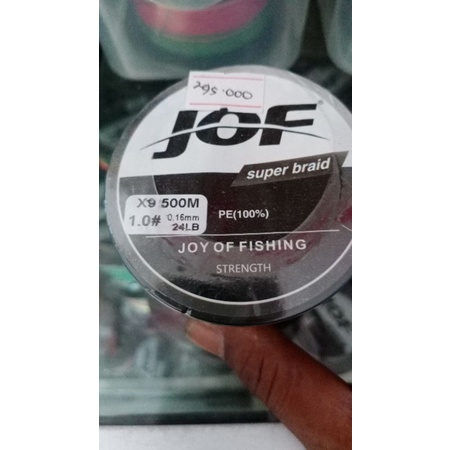 295.000
JOF®
super braid
X9 500M
1.0# 0.16mm
24LB
PE(100%)
JOY OF FISHING
STRENGTH